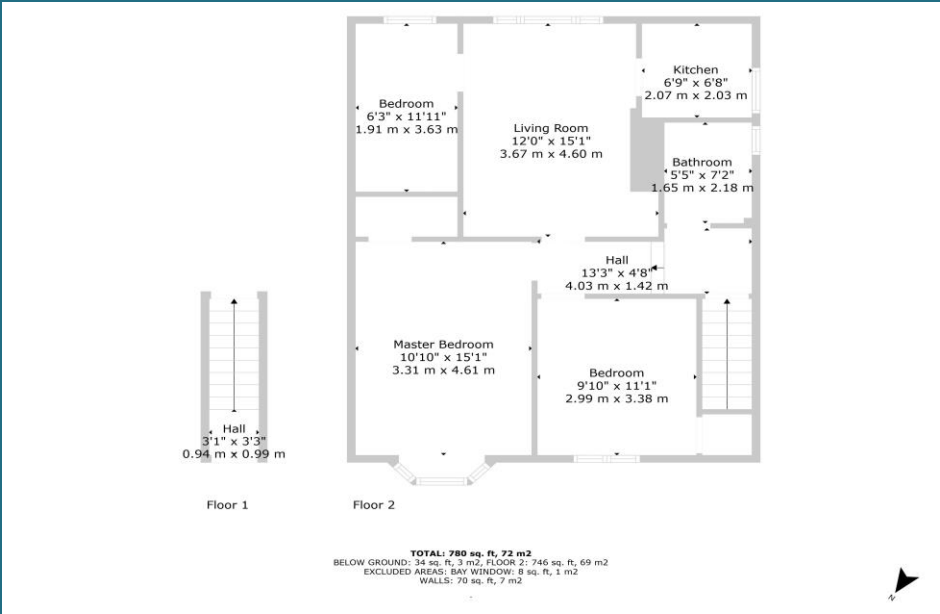 Kitchen
6'9" x 6'8"
2.07 m x 2.03 m
Bedroom
6'3" x 11'11"
1.91 m x 3.63 m
Living Room
12'0" x 15'1"
3.67 m x 4.60 m
Bathroom
5'5" x 7'2"
1.65 m x 2.18 m
Hall
13'3" x 4'8"
4.03 m x 1.42 m
Master Bedroom
10'10" x 15'1"
3.31 m x 4.61 m
Bedroom
9'10" x 11'1"
2.99 m x 3.38 m
Hall
3'1" x 3'3"
0.94 m x 0.99 m
Floor 1
Floor 2
TOTAL: 780 sq. ft, 72 m2
BELOW GROUND: 34 sq. ft, 3 m2, FLOOR 2: 746 sq. ft, 69 m2
EXCLUDED AREAS: BAY WINDOW: 8 sq. ft, 1 m2
WALLS: 70 sq. ft, 7 m2
N